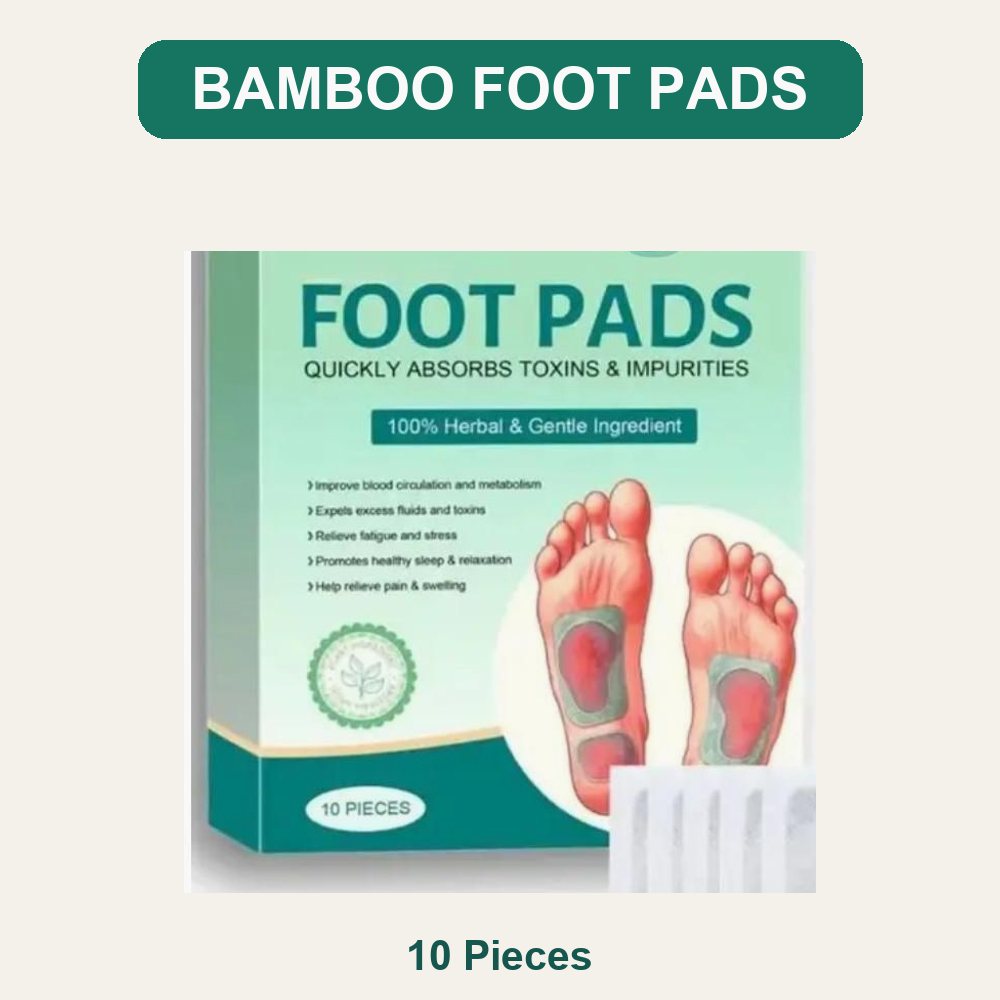 BAMBOO FOOT PADS
FOOT PADS
QUICKLY ABSORBS TOXINS & IMPURITIES
100% Herbal & Gentle Ingredient
Improve blood circulation and metabolism
Expels excess fluids and toxins
Relieve fatigue and stress
Promotes healthy sleep & relaxation
Help relieve pain & swelling
10 PIECES
10 Pieces